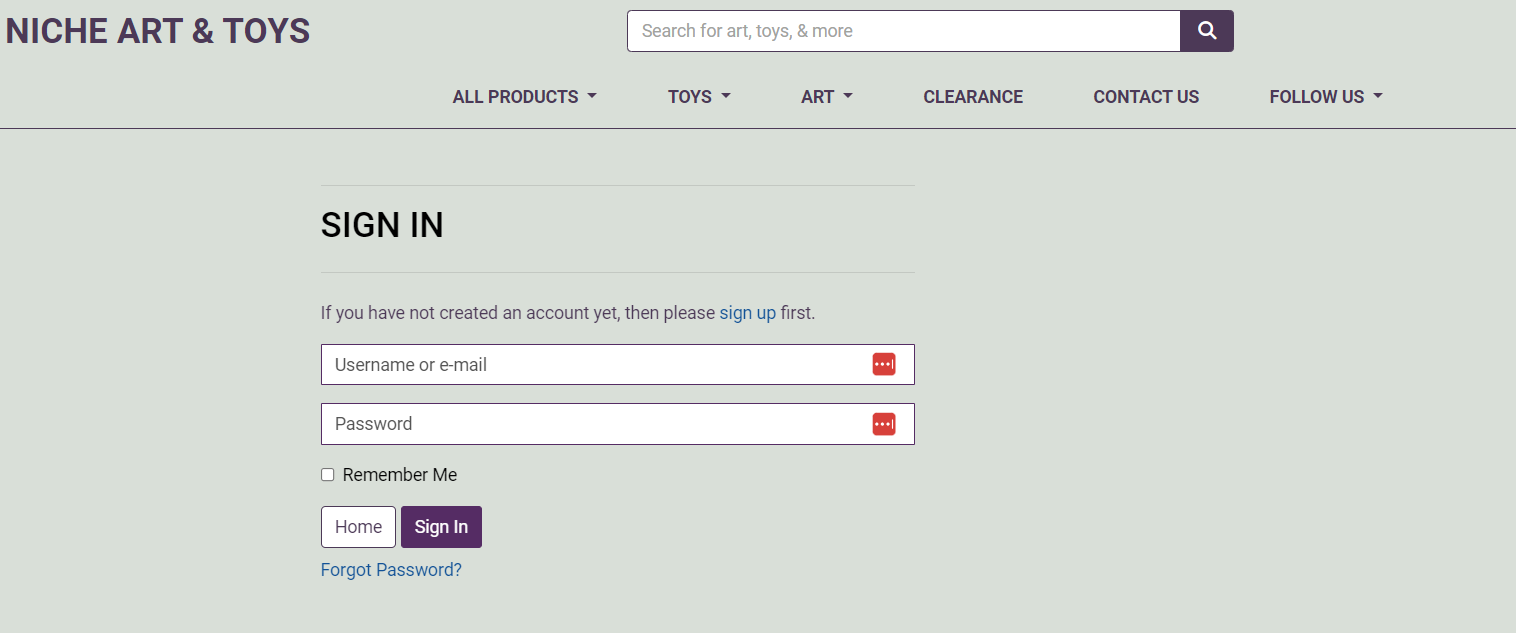 NICHE ART & TOYS
Search for art, toys, & more
ALL PRODUCTS TOYS ART CLEARANCE CONTACT US FOLLOW US
SIGN IN
If you have not created an account yet, then please sign up first.
Username or e-mail
Password
Remember Me
Home Sign In
Forgot Password?